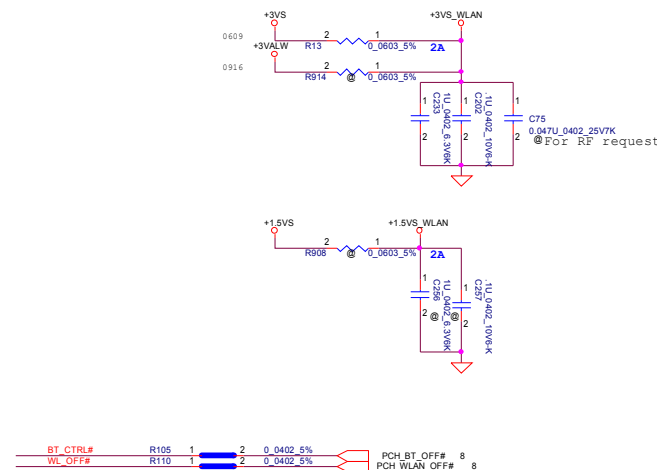 +3VS +3VS_WLAN
0609 2 1
R13 0_0603_5% 2A
+3VALW
0916 2 1
R914 @ 0_0603_5%
1 1 1
C233 1U_0402_6.3V6K
C202 .1U_0402_10V6-K
C75
0.047U_0402_25V7K
2 2 2 @For RF request
+1.5VS +1.5VS_WLAN
2 1
R908 @ 0_0603_5% 2A
1 1
C256 1U_0402_6.3V6K
C257 .1U_0402_10V6-K
2 @ @ 2
BT_CTRL# R105 1 2 0_0402_5% PCH_BT_OFF# 8
WL_OFF# R110 1 2 0_0402_5% PCH_WLAN_OFF# 8